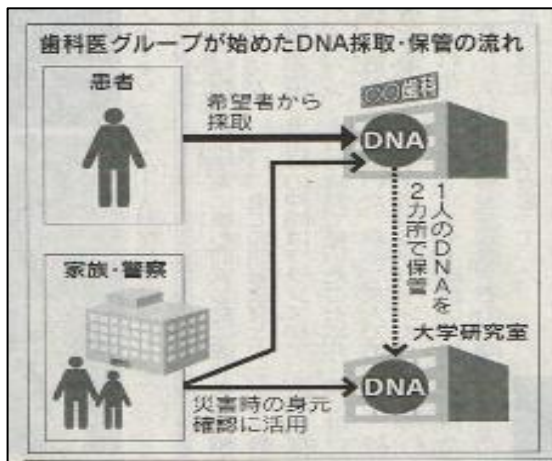 歯科医グループが始めたDNA採取・保管の流れ
患者
希望者から
採取
〇〇歯科
DNA
1人のDNAを
2カ所で保管
家族・警察
大学研究室
DNA
災害時の身元
確認に活用